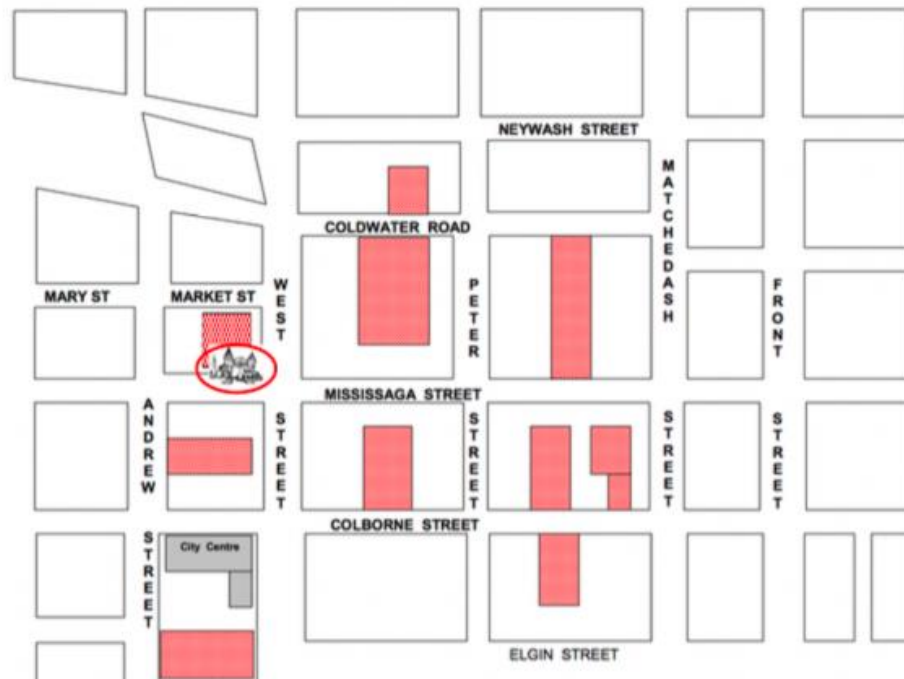 NEYWASH STREET
MATCHEDASH
COLDWATER ROAD
MARY ST
MARKET ST
WEST
PETER
FRONT
MISSISSAGA STREET
ANDREW
STREET
STREET
STREET
STREET
COLBORNE STREET
STREET
City Centre
ELGIN STREET